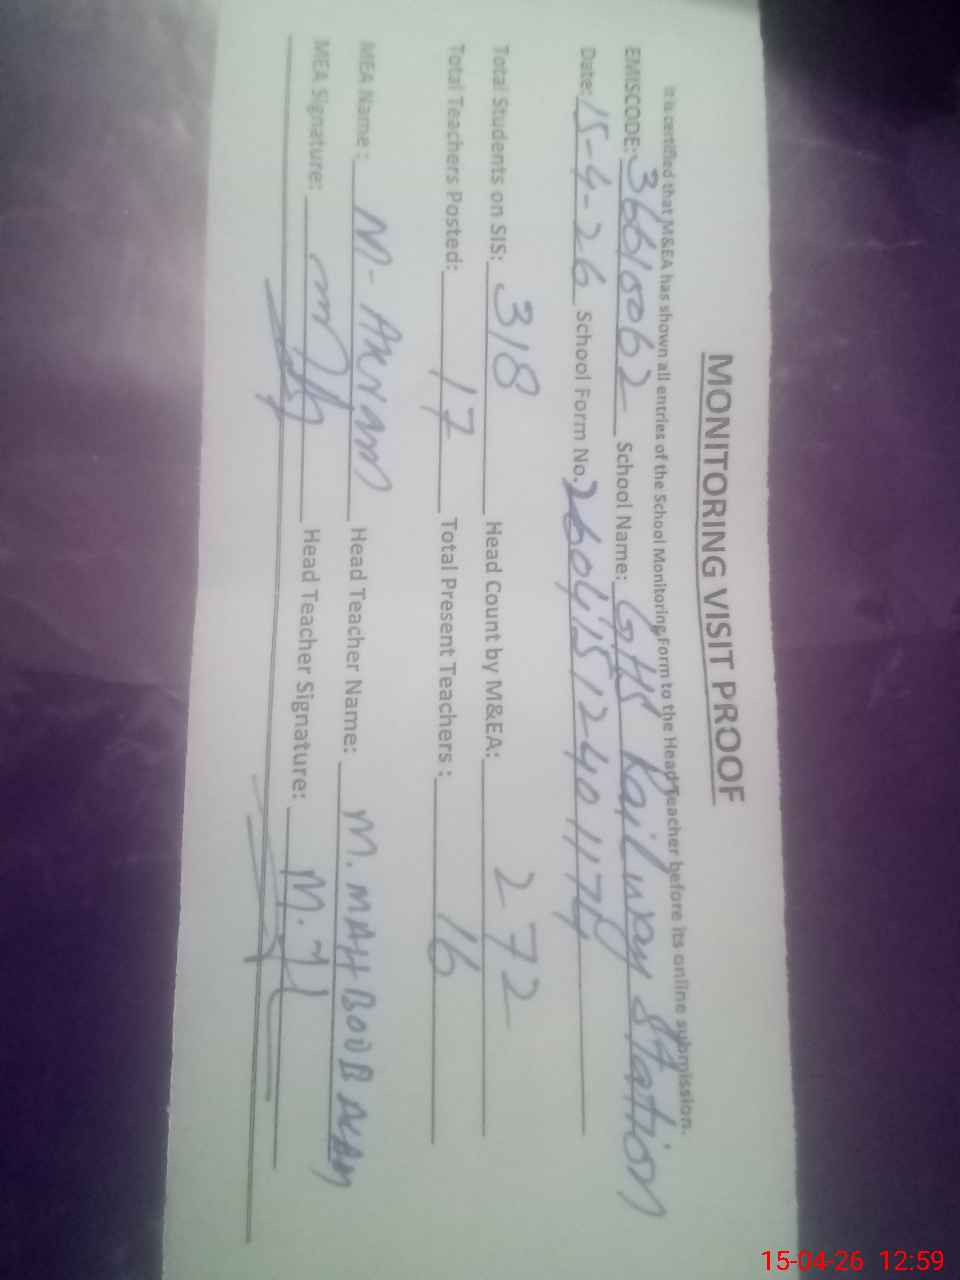 MONITORING VISIT PROOF
It is certified that M&EA has shown all entries of the School Monitoring Form to the Head Teacher before its online submission.
EMISCODE: 36610062 School Name: GHS Railway Station
Date: 15-4-26 School Form No. 26041512401174
Total Students on SIS: 318 Head Count by M&EA: 272
Total Teachers Posted: 17 Total Present Teachers : 16
MEA Name : M- Akram Head Teacher Name: M. MAHBOOB ALAM
MEA Signature: Head Teacher Signature:
15-04-26 12:59